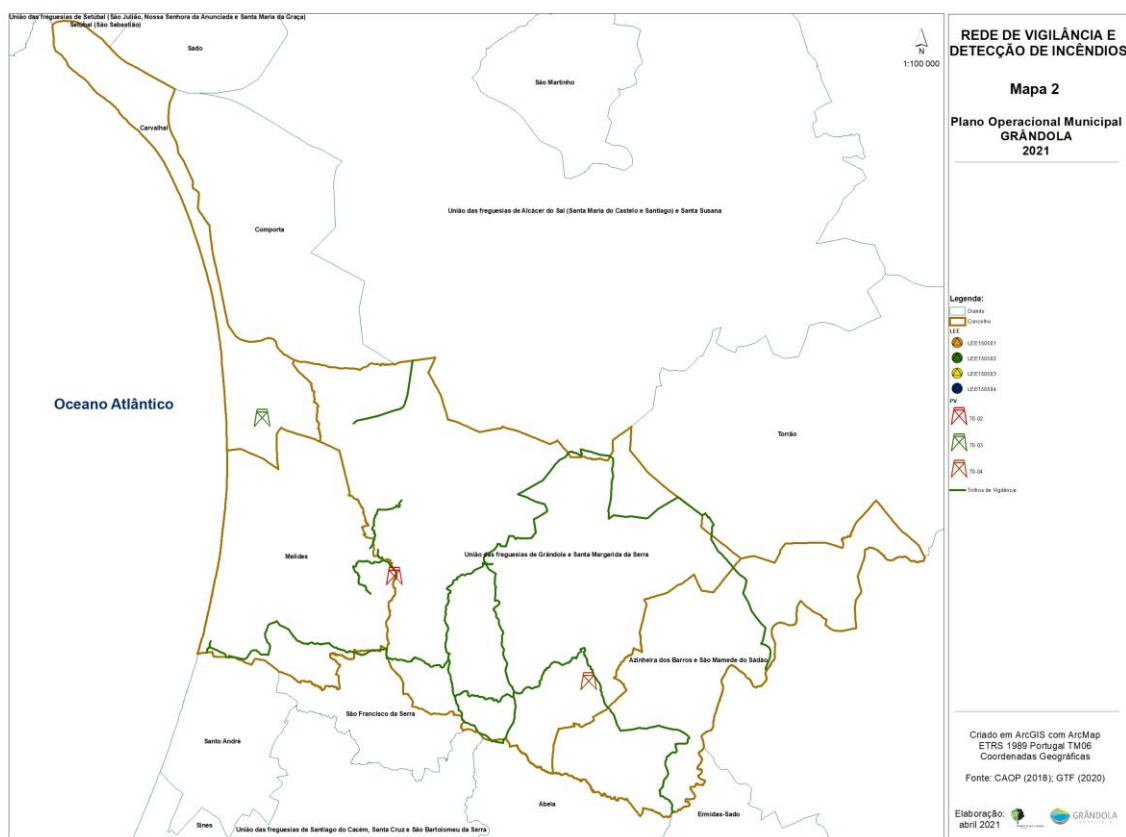 União das freguesias de Setúbal (São Julião, Nossa Senhora da Anunciada e Santa Maria da Graça)
Setúbal (São Sebastião)
Sado
São Martinho
Carvalhal
União das freguesias de Alcácer do Sal (Santa Maria do Castelo e Santiago) e Santa Susana
Comporta
Oceano Atlântico
Torrão
Melides
União das freguesias de Grândola e Santa Margarida da Serra
Azinheira dos Barros e São Mamede do Sádão
São Francisco da Serra
Santo André
Abela
Ermidas-Sado
Sines
União das freguesias de Santiago do Cacém, Santa Cruz e São Bartolomeu da Serra
N
1:100 000
REDE DE VIGILÂNCIA E
DETECÇÃO DE INCÊNDIOS
Mapa 2
Plano Operacional Municipal
GRÂNDOLA
2021
Legenda:
Distrito
Concelho
LEE
LEE150501
LEE150502
LEE150503
LEE150504
PV
70-02
70-03
70-04
Trilhos de Vigilância
Criado em ArcGIS com ArcMap
ETRS 1989 Portugal TM06
Coordenadas Geográficas
Fonte: CAOP (2018); GTF (2020)
Elaboração:
abril 2021
GRÂNDOLA